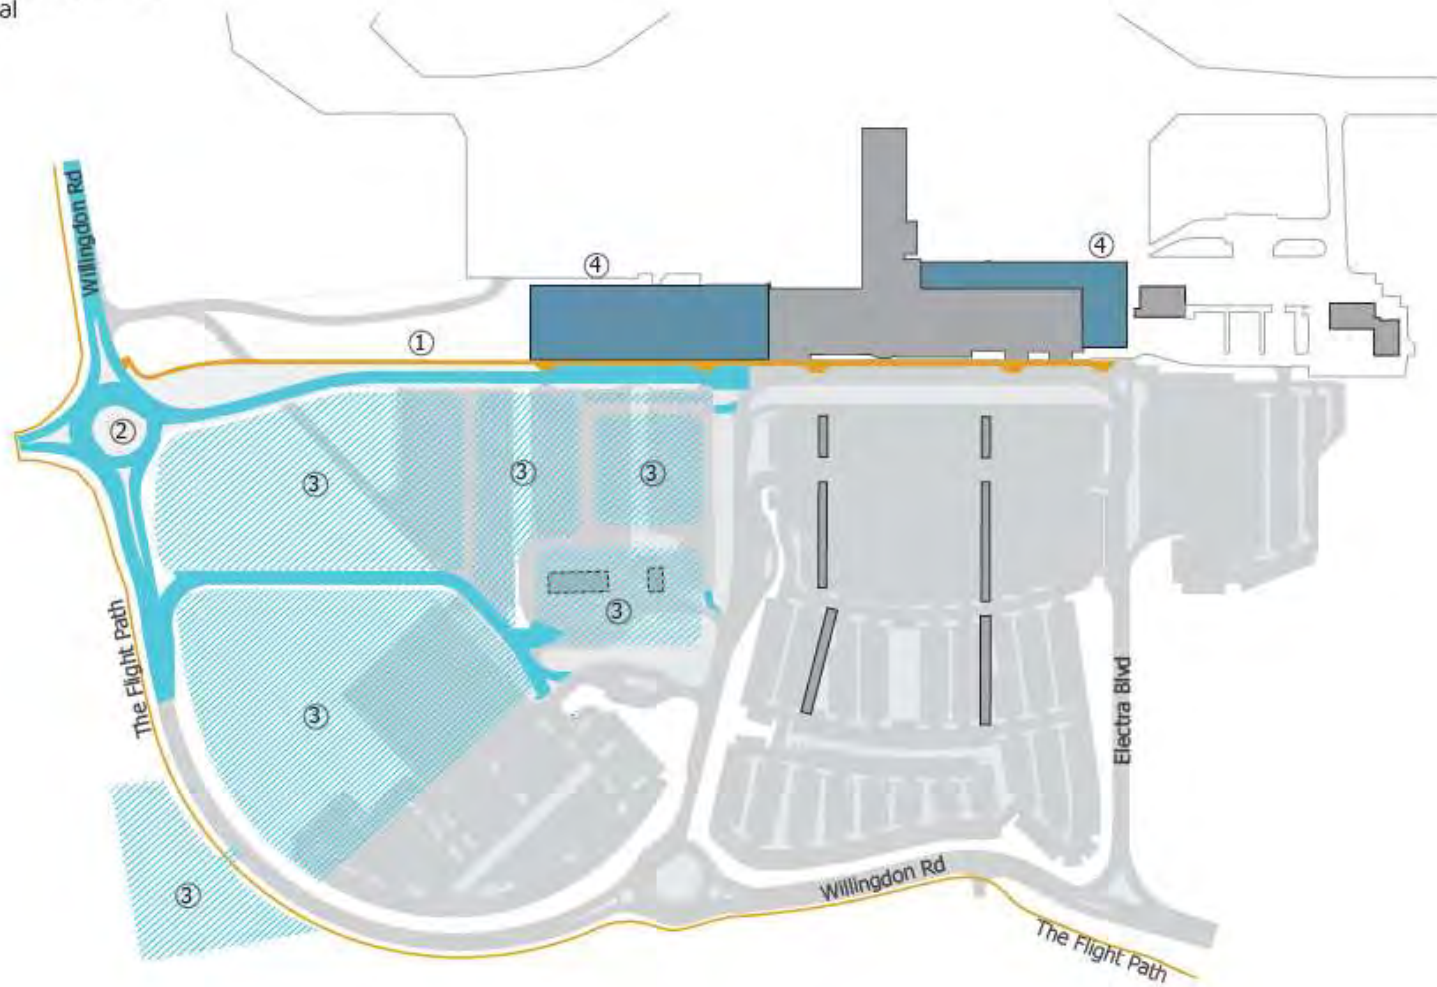 al
Willingdon Rd
④
④
①
②
③
③
③
③
The Flight Path
③
Electra Blvd
③
Willingdon Rd
The Flight Path